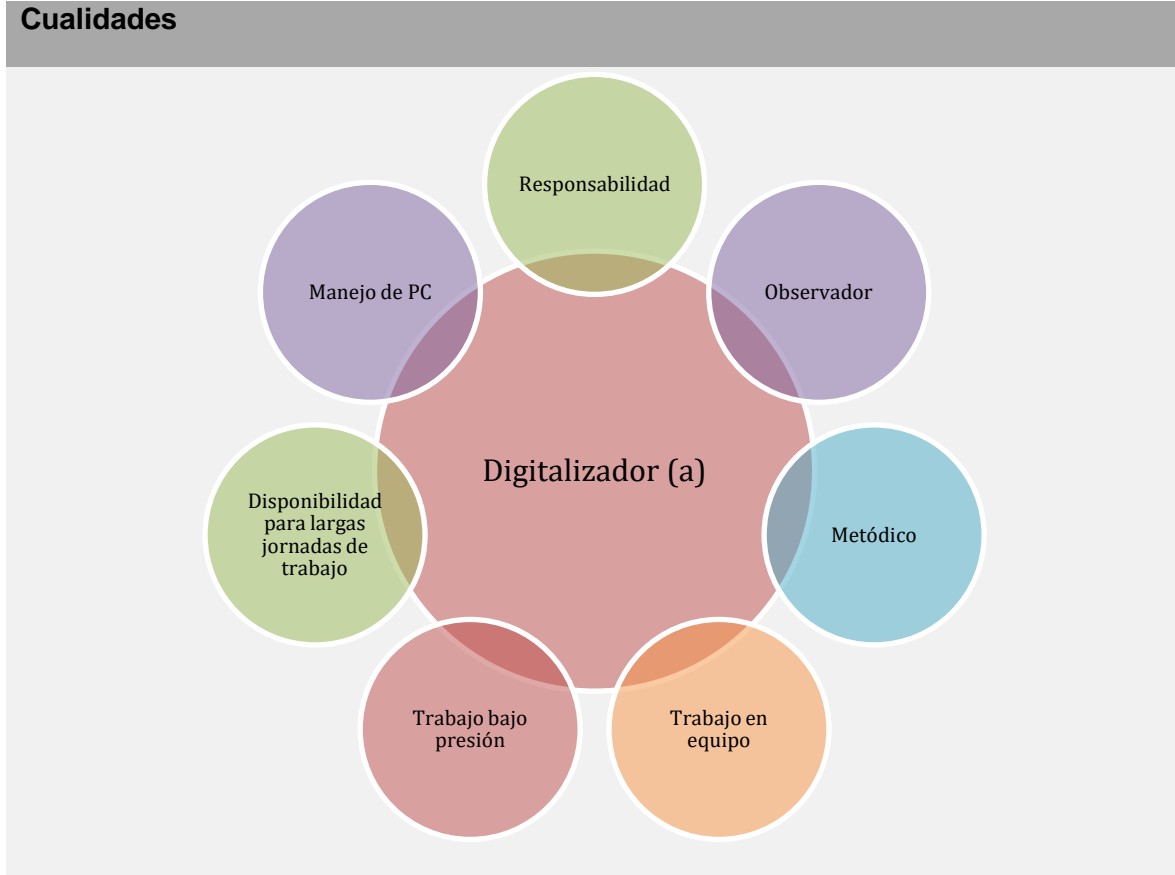 Cualidades
Responsabilidad
Manejo de PC
Observador
Digitalizador (a)
Disponibilidad
para largas
jornadas de
trabajo
Metódico
Trabajo bajo
presión
Trabajo en
equipo